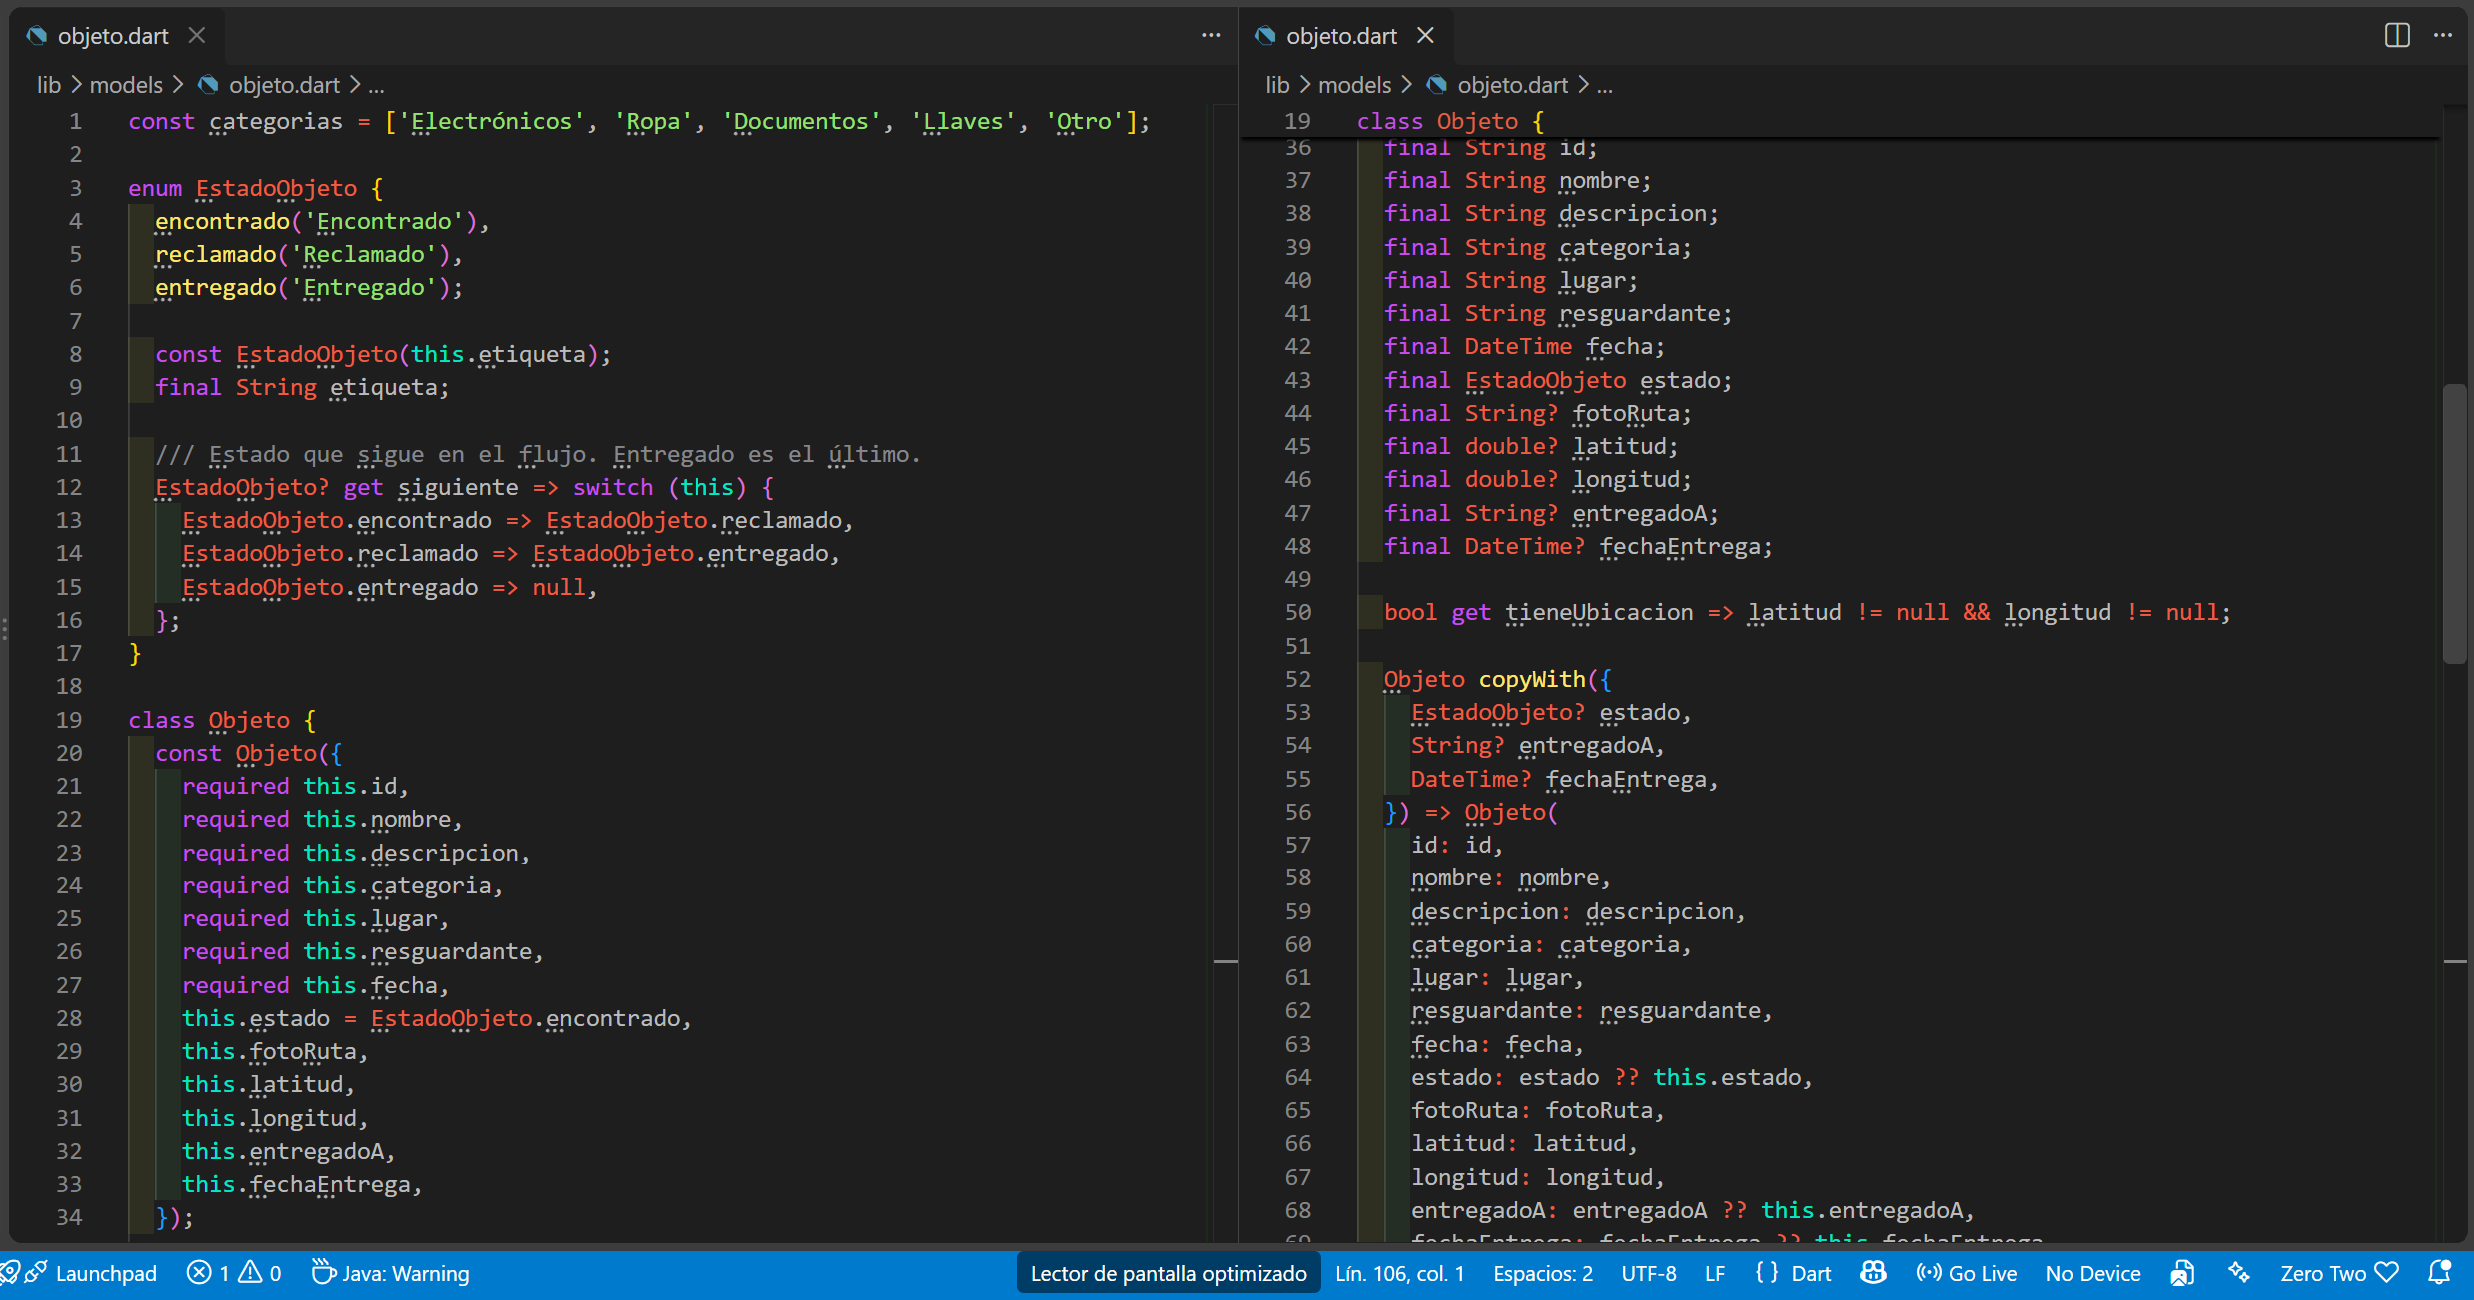 objeto.dart
lib > models > objeto.dart > ...
1 const categorias = ['Electrónicos', 'Ropa', 'Documentos', 'Llaves', 'Otro'];
2
3 enum EstadoObjeto {
4 encontrado('Encontrado'),
5 reclamado('Reclamado'),
6 entregado('Entregado');
7
8 const EstadoObjeto(this.etiqueta);
9 final String etiqueta;
10
11 /// Estado que sigue en el flujo. Entregado es el último.
12 EstadoObjeto? get siguiente => switch (this) {
13 EstadoObjeto.encontrado => EstadoObjeto.reclamado,
14 EstadoObjeto.reclamado => EstadoObjeto.entregado,
15 EstadoObjeto.entregado => null,
16 };
17 }
18
19 class Objeto {
20 const Objeto({
21 required this.id,
22 required this.nombre,
23 required this.descripcion,
24 required this.categoria,
25 required this.lugar,
26 required this.resguardante,
27 required this.fecha,
28 this.estado = EstadoObjeto.encontrado,
29 this.fotoRuta,
30 this.latitud,
31 this.longitud,
32 this.entregadoA,
33 this.fechaEntrega,
34 });
objeto.dart
lib > models > objeto.dart > ...
19 class Objeto {
36 final String id;
37 final String nombre;
38 final String descripcion;
39 final String categoria;
40 final String lugar;
41 final String resguardante;
42 final DateTime fecha;
43 final EstadoObjeto estado;
44 final String? fotoRuta;
45 final double? latitud;
46 final double? longitud;
47 final String? entregadoA;
48 final DateTime? fechaEntrega;
49
50 bool get tieneUbicacion => latitud != null && longitud != null;
51
52 Objeto copyWith({
53 EstadoObjeto? estado,
54 String? entregadoA,
55 DateTime? fechaEntrega,
56 }) => Objeto(
57 id: id,
58 nombre: nombre,
59 descripcion: descripcion,
60 categoria: categoria,
61 lugar: lugar,
62 resguardante: resguardante,
63 fecha: fecha,
64 estado: estado ?? this.estado,
65 fotoRuta: fotoRuta,
66 latitud: latitud,
67 longitud: longitud,
68 entregadoA: entregadoA ?? this.entregadoA,
69 fechaEntrega: fechaEntrega ?? this.fechaEntrega
Launchpad 1 0 Java: Warning Lector de pantalla optimizado Lín. 106, col. 1 Espacios: 2 UTF-8 LF {} Dart Go Live No Device Zero Two